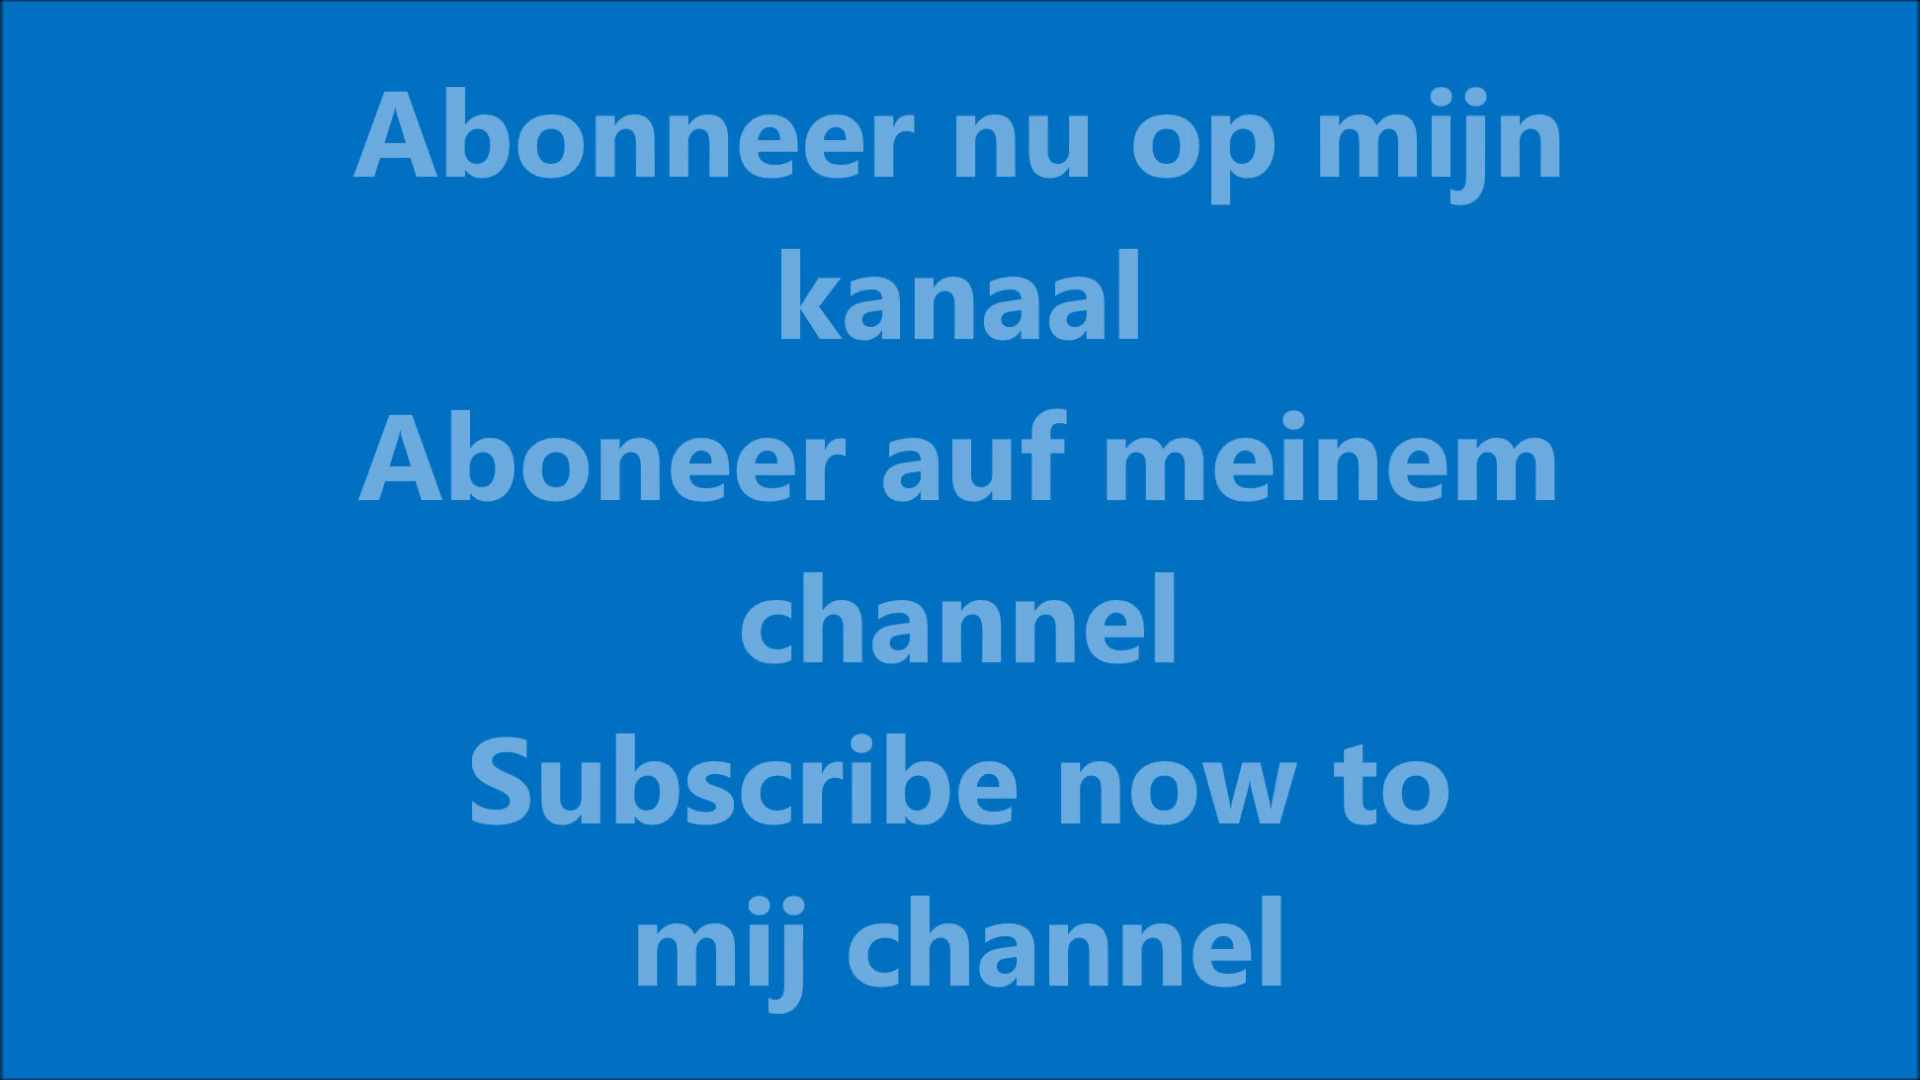 Abonneer nu op mijn
kanaal
Aboneer auf meinem
channel
Subscribe now to
mij channel